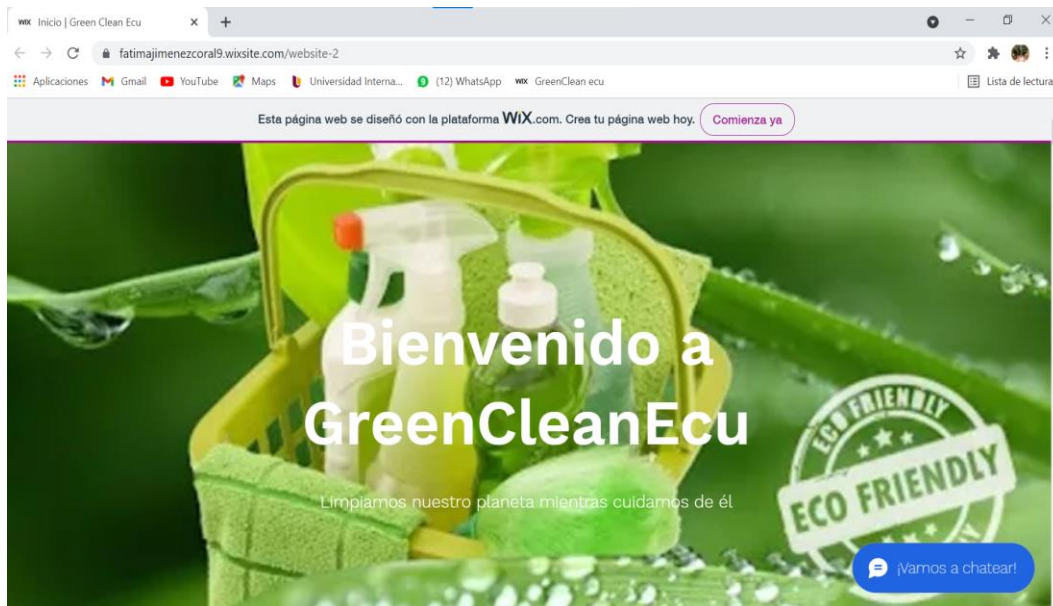 WiX Inicio | Green Clean Ecu
fatimajimenezcoral9.wixsite.com/website-2
Aplicaciones Gmail YouTube Maps Universidad Interna... (12) WhatsApp WiX GreenClean ecu Lista de lectura
Esta página web se diseñó con la plataforma WiX.com. Crea tu página web hoy. Comienza ya
Bienvenido a
GreenCleanEcu
Limpiamos nuestro planeta mientras cuidamos de él
ECO FRIENDLY
ECO FRIENDLY
¡Vamos a chatear!